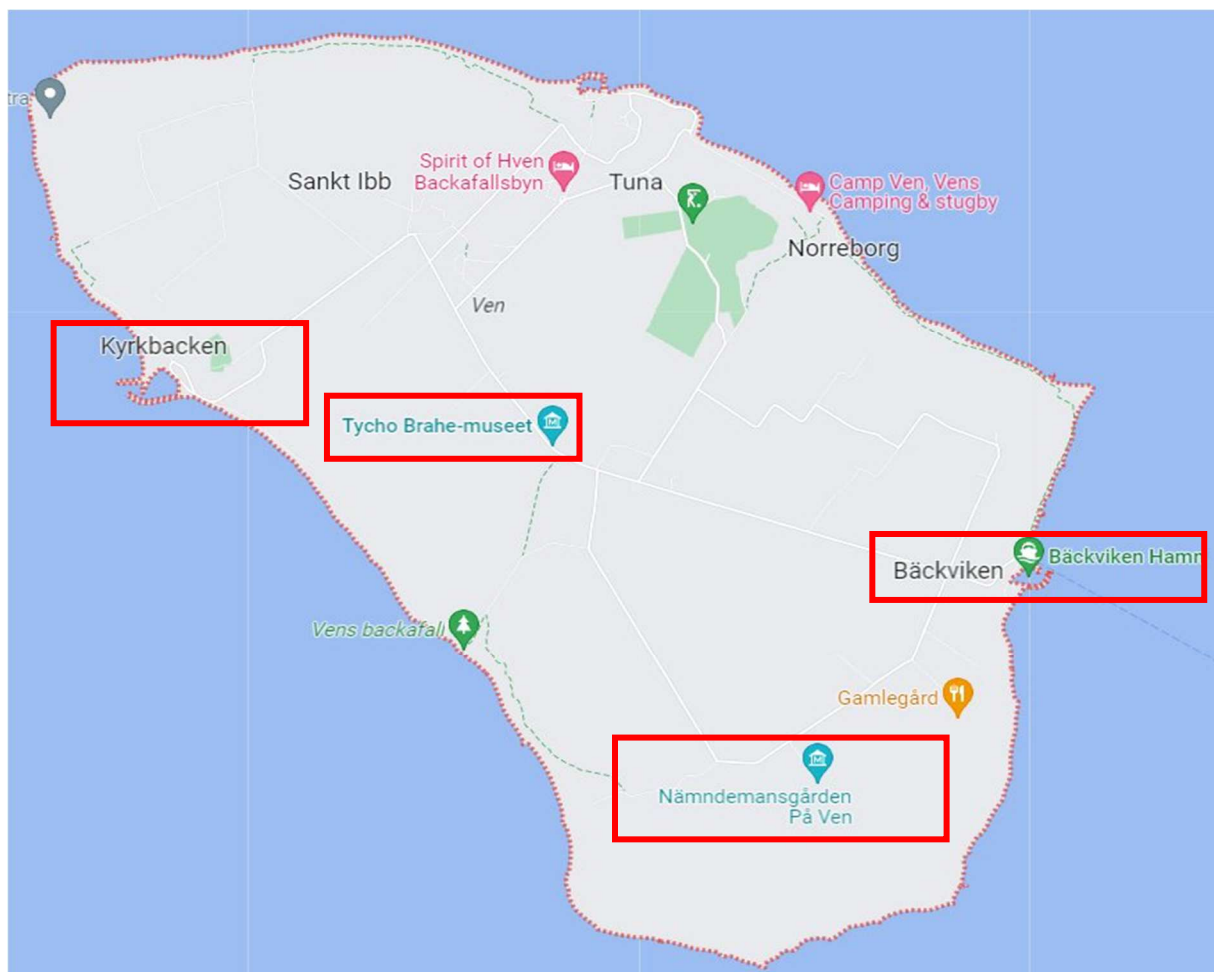 tra
Spirit of Hven
Backafallsbyn
Sankt Ibb
Tuna
Camp Ven, Vens
Camping & stugby
Norreborg
Ven
Kyrkbacken
Tycho Brahe-museet
Bäckviken
Bäckviken Hamn
Vens backafall
Gamlegård
Nämndemansgården
På Ven